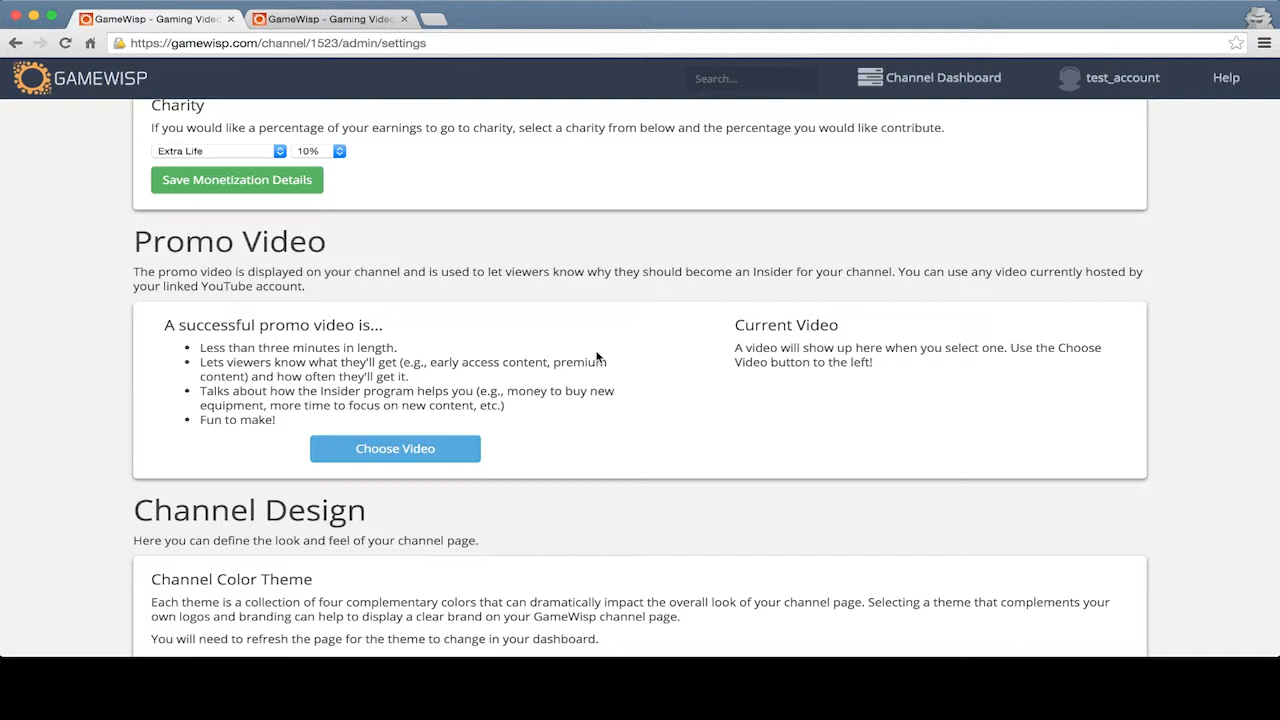 GameWisp - Gaming Video
GameWisp - Gaming Video
https://gamewisp.com/channel/1523/admin/settings
GAMEWISP
Search...
Channel Dashboard
test_account
Help
Charity
If you would like a percentage of your earnings to go to charity, select a charity from below and the percentage you would like contribute.
Extra Life
10%
Save Monetization Details
Promo Video
The promo video is displayed on your channel and is used to let viewers know why they should become an Insider for your channel. You can use any video currently hosted by
your linked YouTube account.
A successful promo video is...
• Less than three minutes in length.
• Lets viewers know what they'll get (e.g., early access content, premium
content) and how often they'll get it.
• Talks about how the Insider program helps you (e.g., money to buy new
equipment, more time to focus on new content, etc.)
• Fun to make!
Choose Video
Current Video
A video will show up here when you select one. Use the Choose
Video button to the left!
Channel Design
Here you can define the look and feel of your channel page.
Channel Color Theme
Each theme is a collection of four complementary colors that can dramatically impact the overall look of your channel page. Selecting a theme that complements your
own logos and branding can help to display a clear brand on your GameWisp channel page.
You will need to refresh the page for the theme to change in your dashboard.